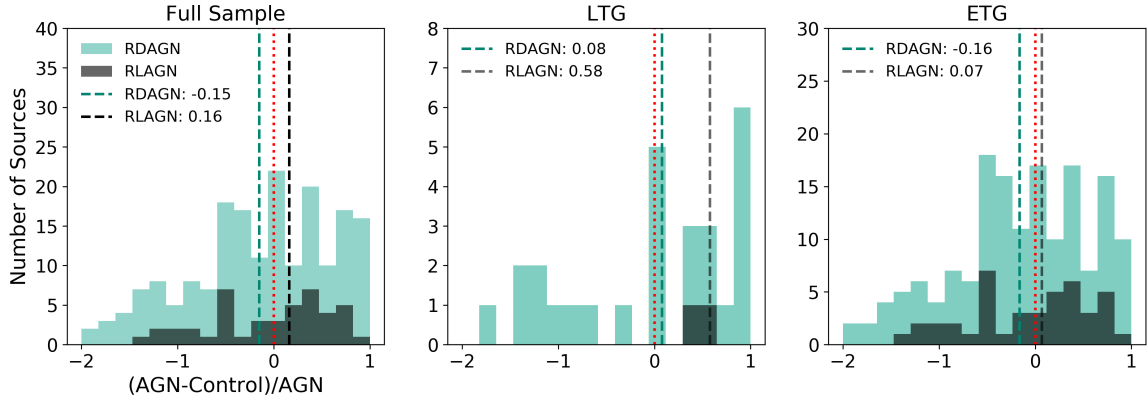 Full Sample
40
35
30
25
20
15
10
5
0
−2
−1
0
1
Number of Sources
(AGN-Control)/AGN
RDAGN
RLAGN
RDAGN: -0.15
RLAGN: 0.16
LTG
8
7
6
5
4
3
2
1
0
−2
−1
0
1
RDAGN: 0.08
RLAGN: 0.58
ETG
30
25
20
15
10
5
0
−2
−1
0
1
RDAGN: -0.16
RLAGN: 0.07